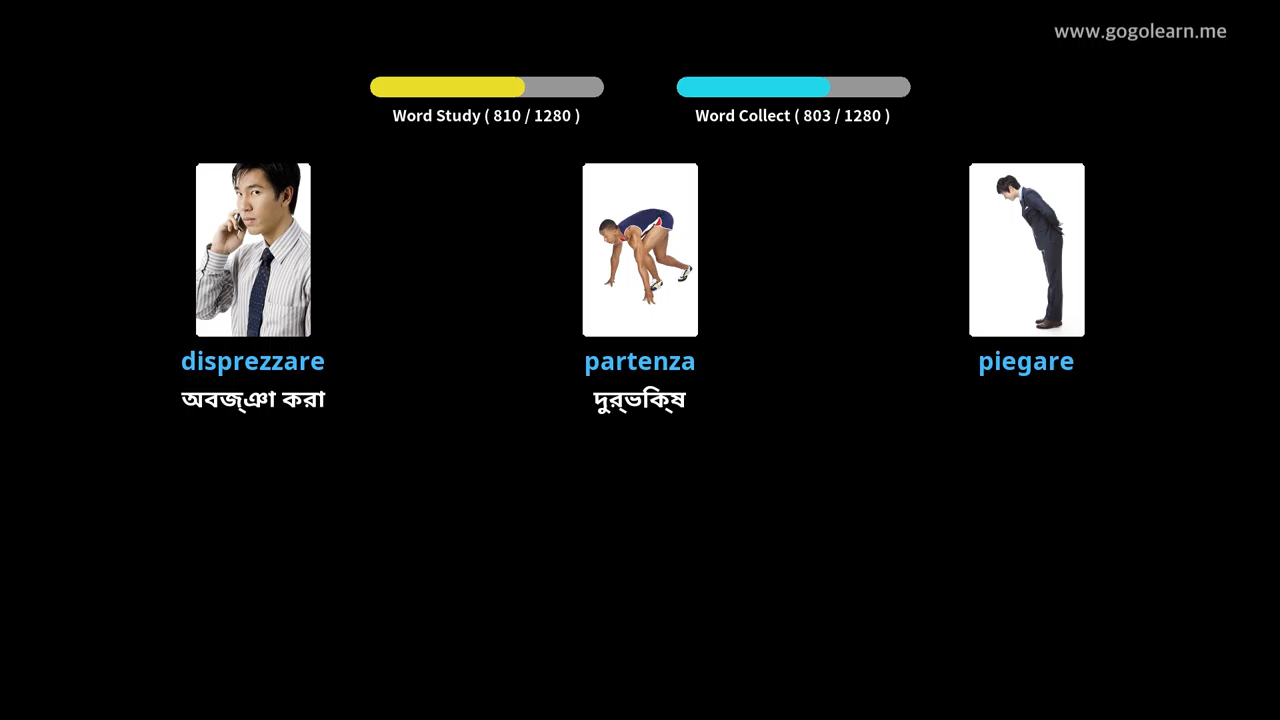 www.gogolearn.me
Word Study ( 810 / 1280 )
Word Collect ( 803 / 1280 )
disprezzare
partenza
piegare
অবজ্ঞা করা
দুর্ভিক্ষ